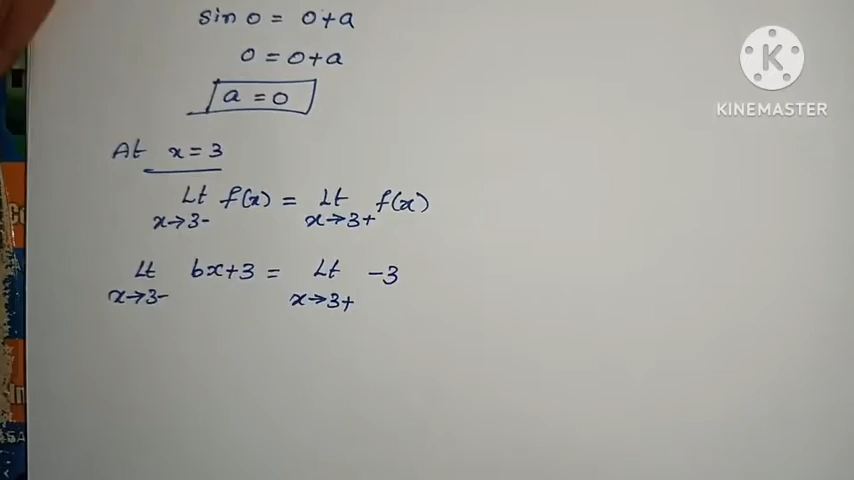 sin 0 = 0+a
0 = 0+a
a = 0
At x = 3
Lt f(x) = Lt f(x)
x→3- x→3+
Lt bx+3 = Lt -3
x→3- x→3+
K
KINEMASTER